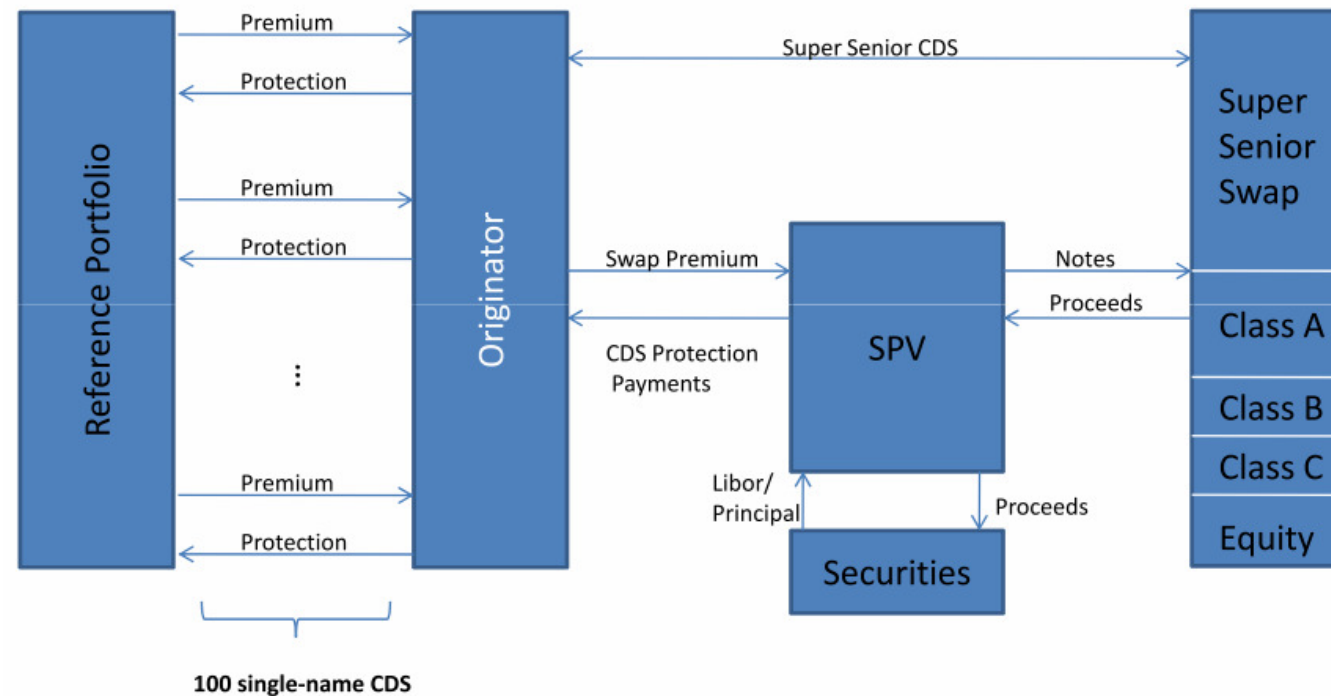 Reference Portfolio
Premium
Protection
Premium
Protection
...
Premium
Protection
100 single-name CDS
Originator
Super Senior CDS
Swap Premium
CDS Protection
Payments
SPV
Notes
Proceeds
Libor/
Principal
Proceeds
Securities
Super
Senior
Swap
Class A
Class B
Class C
Equity